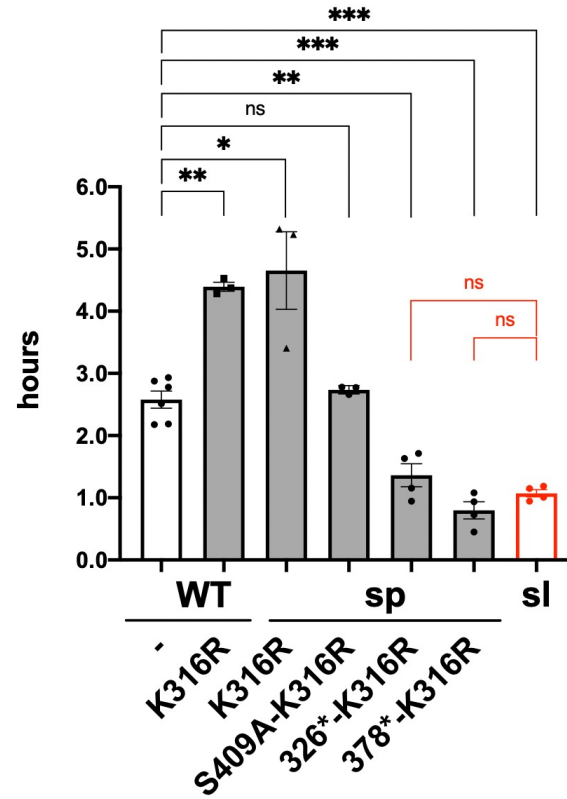 ***
***
**
ns
*
**
hours
6.0
5.0
4.0
3.0
2.0
1.0
0.0
ns
ns
WT
sp
sl
-
K316R
K316R
S409A-K316R
326*-K316R
378*-K316R